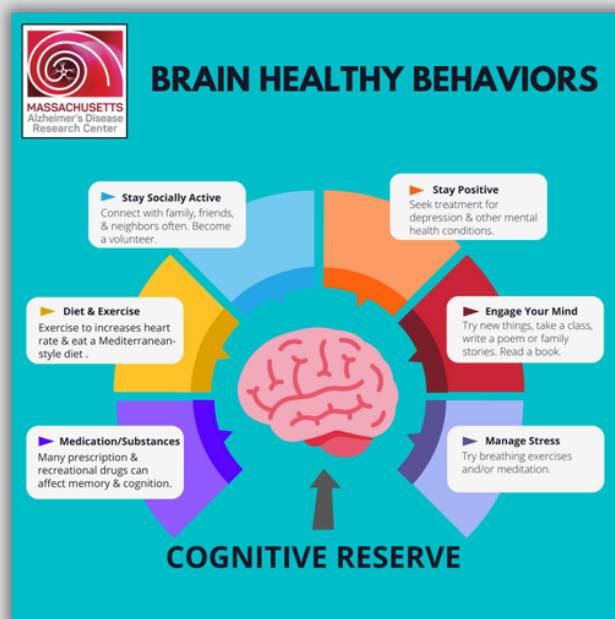 MASSACHUSETTS
Alzheimer's Disease
Research Center
BRAIN HEALTHY BEHAVIORS
Stay Socially Active
Connect with family, friends,
& neighbors often. Become
a volunteer.
Stay Positive
Seek treatment for
depression & other mental
health conditions.
Diet & Exercise
Exercise to increases heart
rate & eat a Mediterranean-
style diet .
Engage Your Mind
Try new things, take a class,
write a poem or family
stories. Read a book.
Medication/Substances
Many prescription &
recreational drugs can
affect memory & cognition.
Manage Stress
Try breathing exercises
and/or meditation.
COGNITIVE RESERVE